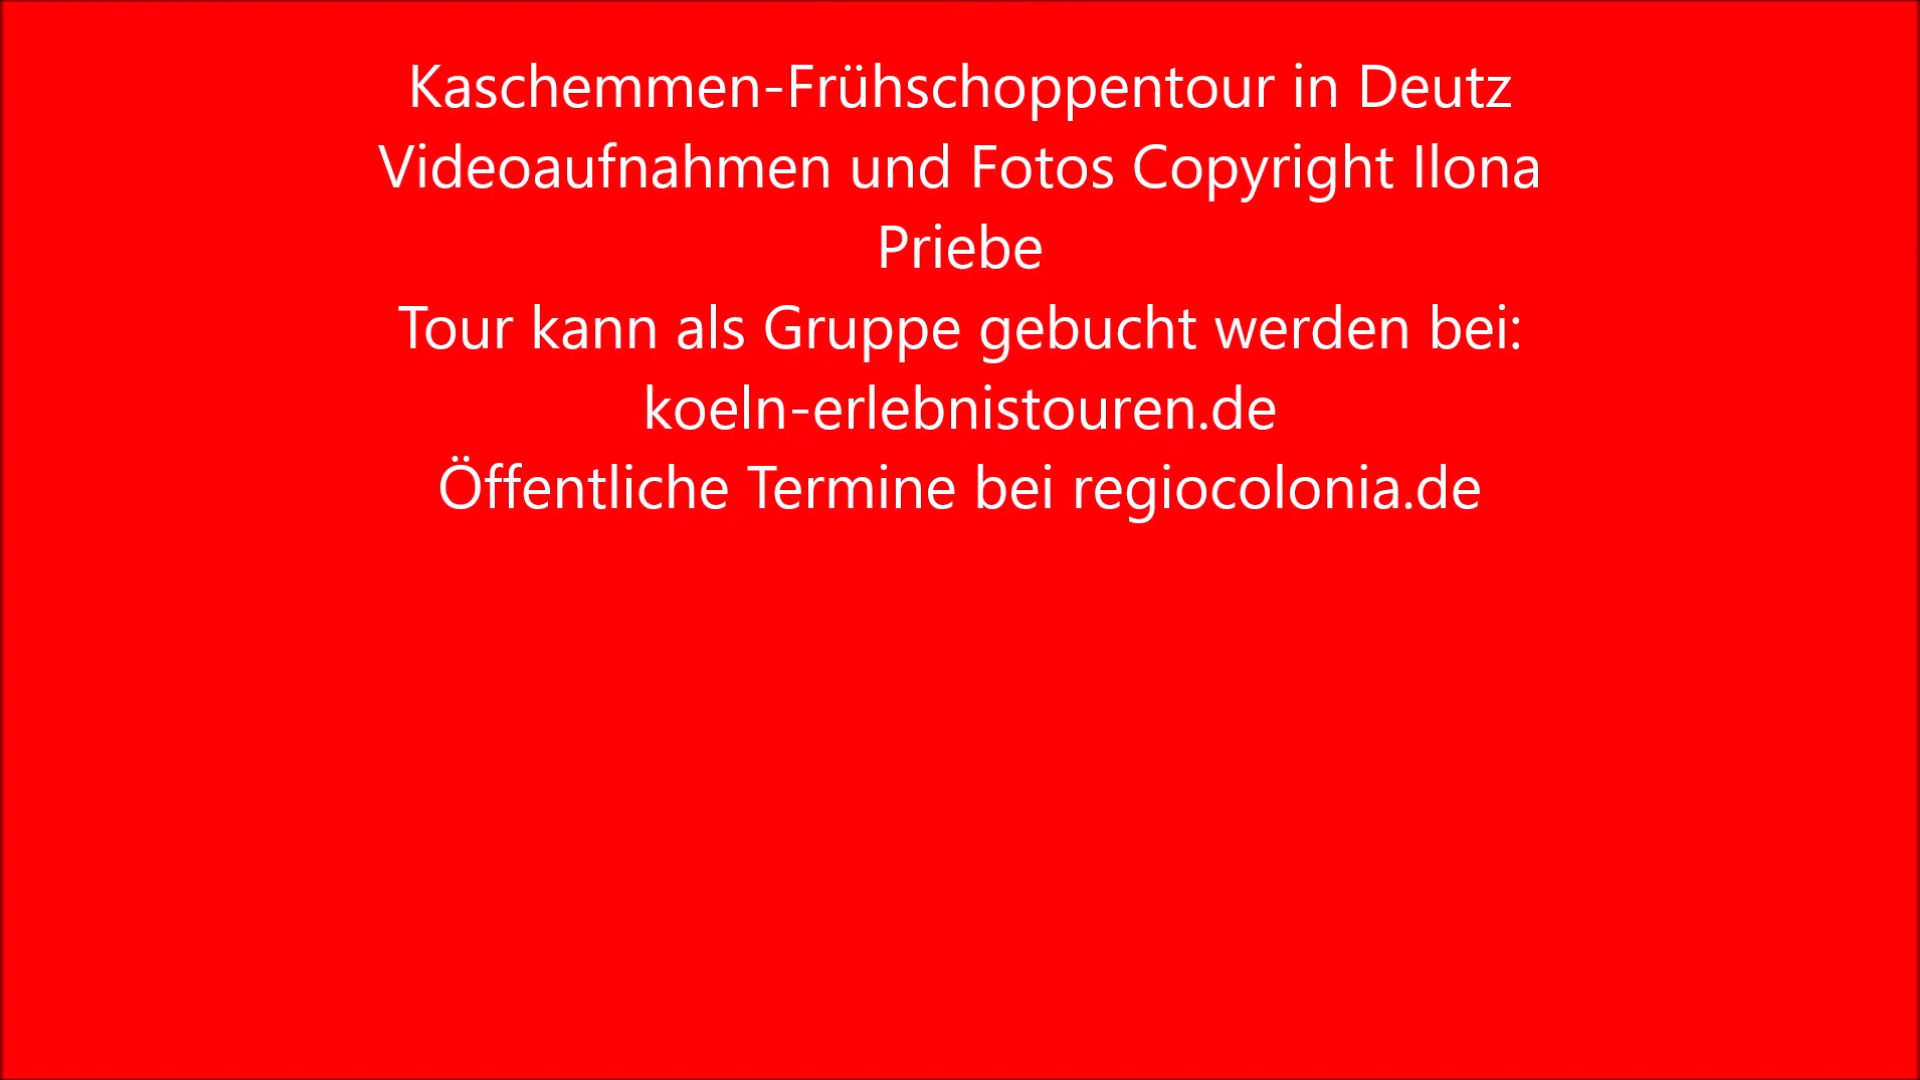 Kaschemmen-Frühschoppentour in Deutz
Videoaufnahmen und Fotos Copyright Ilona
Priebe
Tour kann als Gruppe gebucht werden bei:
koeln-erlebnistouren.de
Öffentliche Termine bei regiocolonia.de